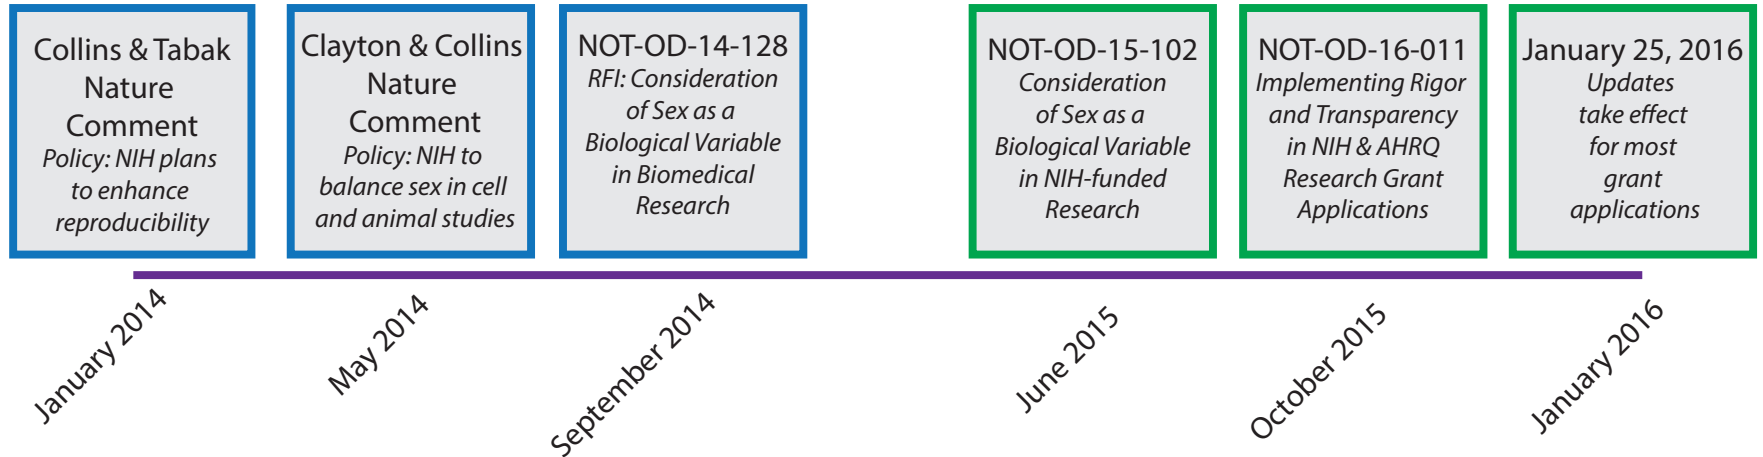 Collins & Tabak
Nature
Comment
Policy: NIH plans
to enhance
reproducibility
Clayton & Collins
Nature
Comment
Policy: NIH to
balance sex in cell
and animal studies
NOT-OD-14-128
RFI: Consideration
of Sex as a
Biological Variable
in Biomedical
Research
NOT-OD-15-102
Consideration
of Sex as a
Biological Variable
in NIH-funded
Research
NOT-OD-16-011
Implementing Rigor
and Transparency
in NIH & AHRQ
Research Grant
Applications
January 25, 2016
Updates
take effect
for most
grant
applications
January 2014
May 2014
September 2014
June 2015
October 2015
January 2016